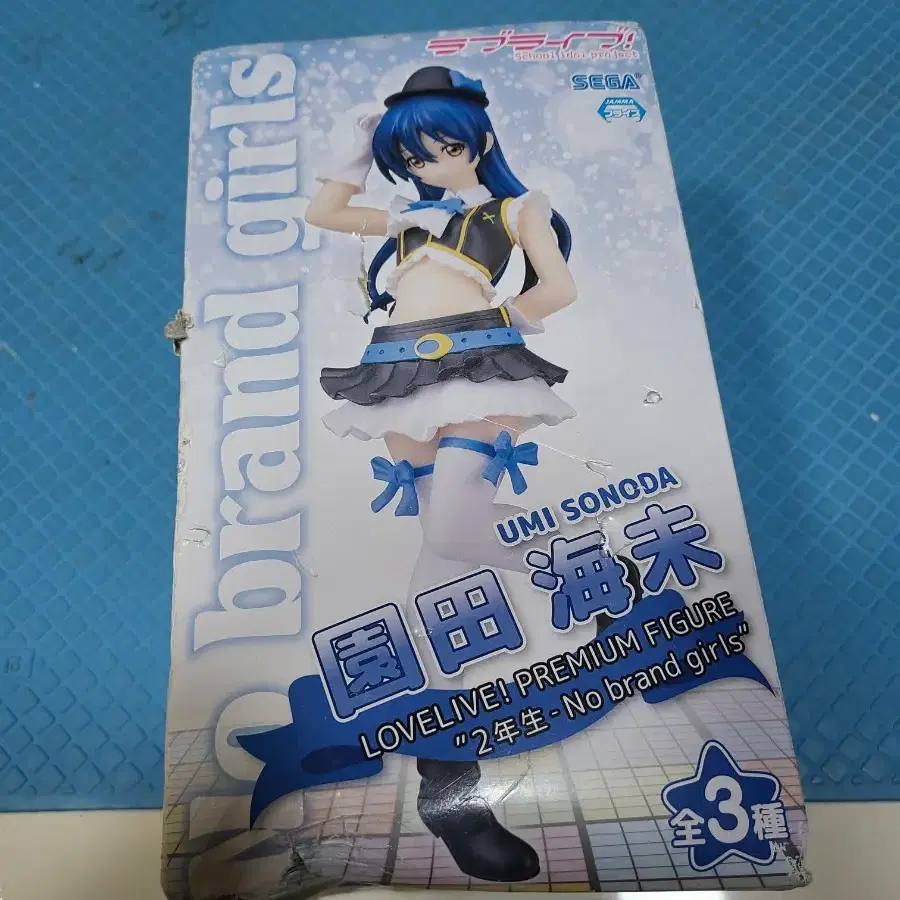 ラブライブ!
School idol project
SEGA®
JAMMA
プライズ
No brand girls
UMI SONODA
園田 海未
LOVELIVE! PREMIUM FIGURE
"2年生-No brand girls"
全3種